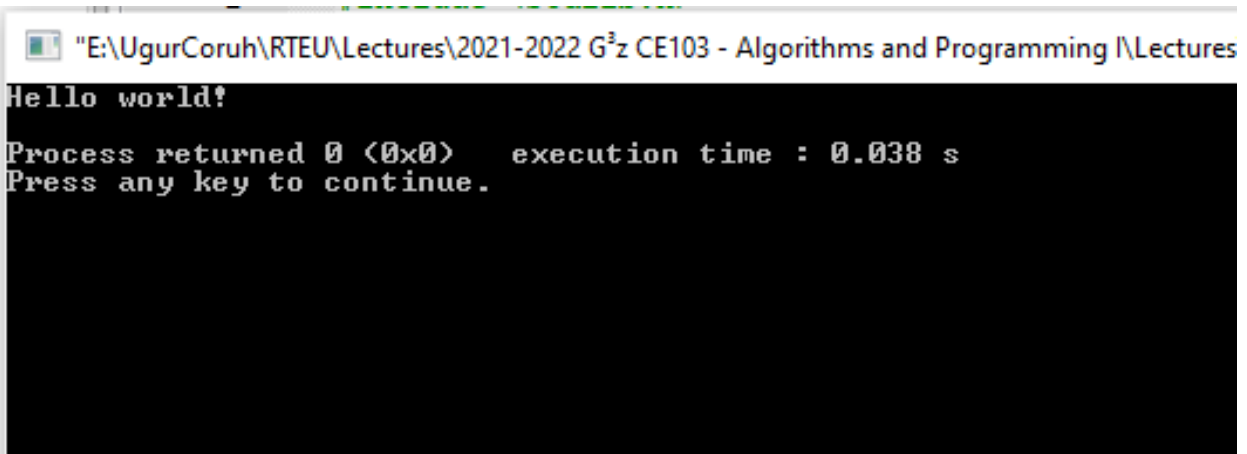 "E:\UgurCoruh\RTEU\Lectures\2021-2022 G³z CE103 - Algorithms and Programming I\Lectures
Hello world!
Process returned 0 (0x0)   execution time : 0.038 s
Press any key to continue.